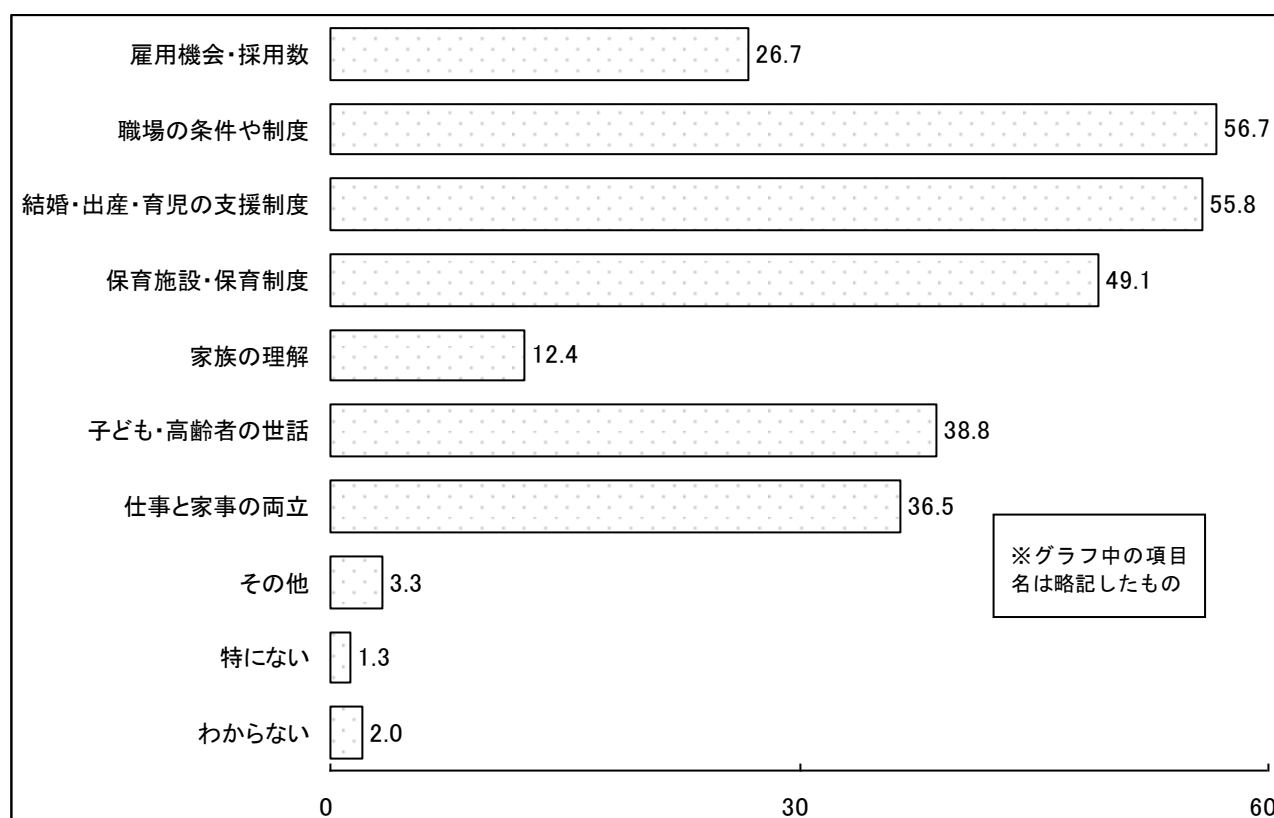 雇用機会・採用数
26.7
職場の条件や制度
56.7
結婚・出産・育児の支援制度
55.8
保育施設・保育制度
49.1
家族の理解
12.4
子ども・高齢者の世話
38.8
仕事と家事の両立
36.5
※グラフ中の項目
名は略記したもの
その他
3.3
特にない
1.3
わからない
2.0
0
30
60